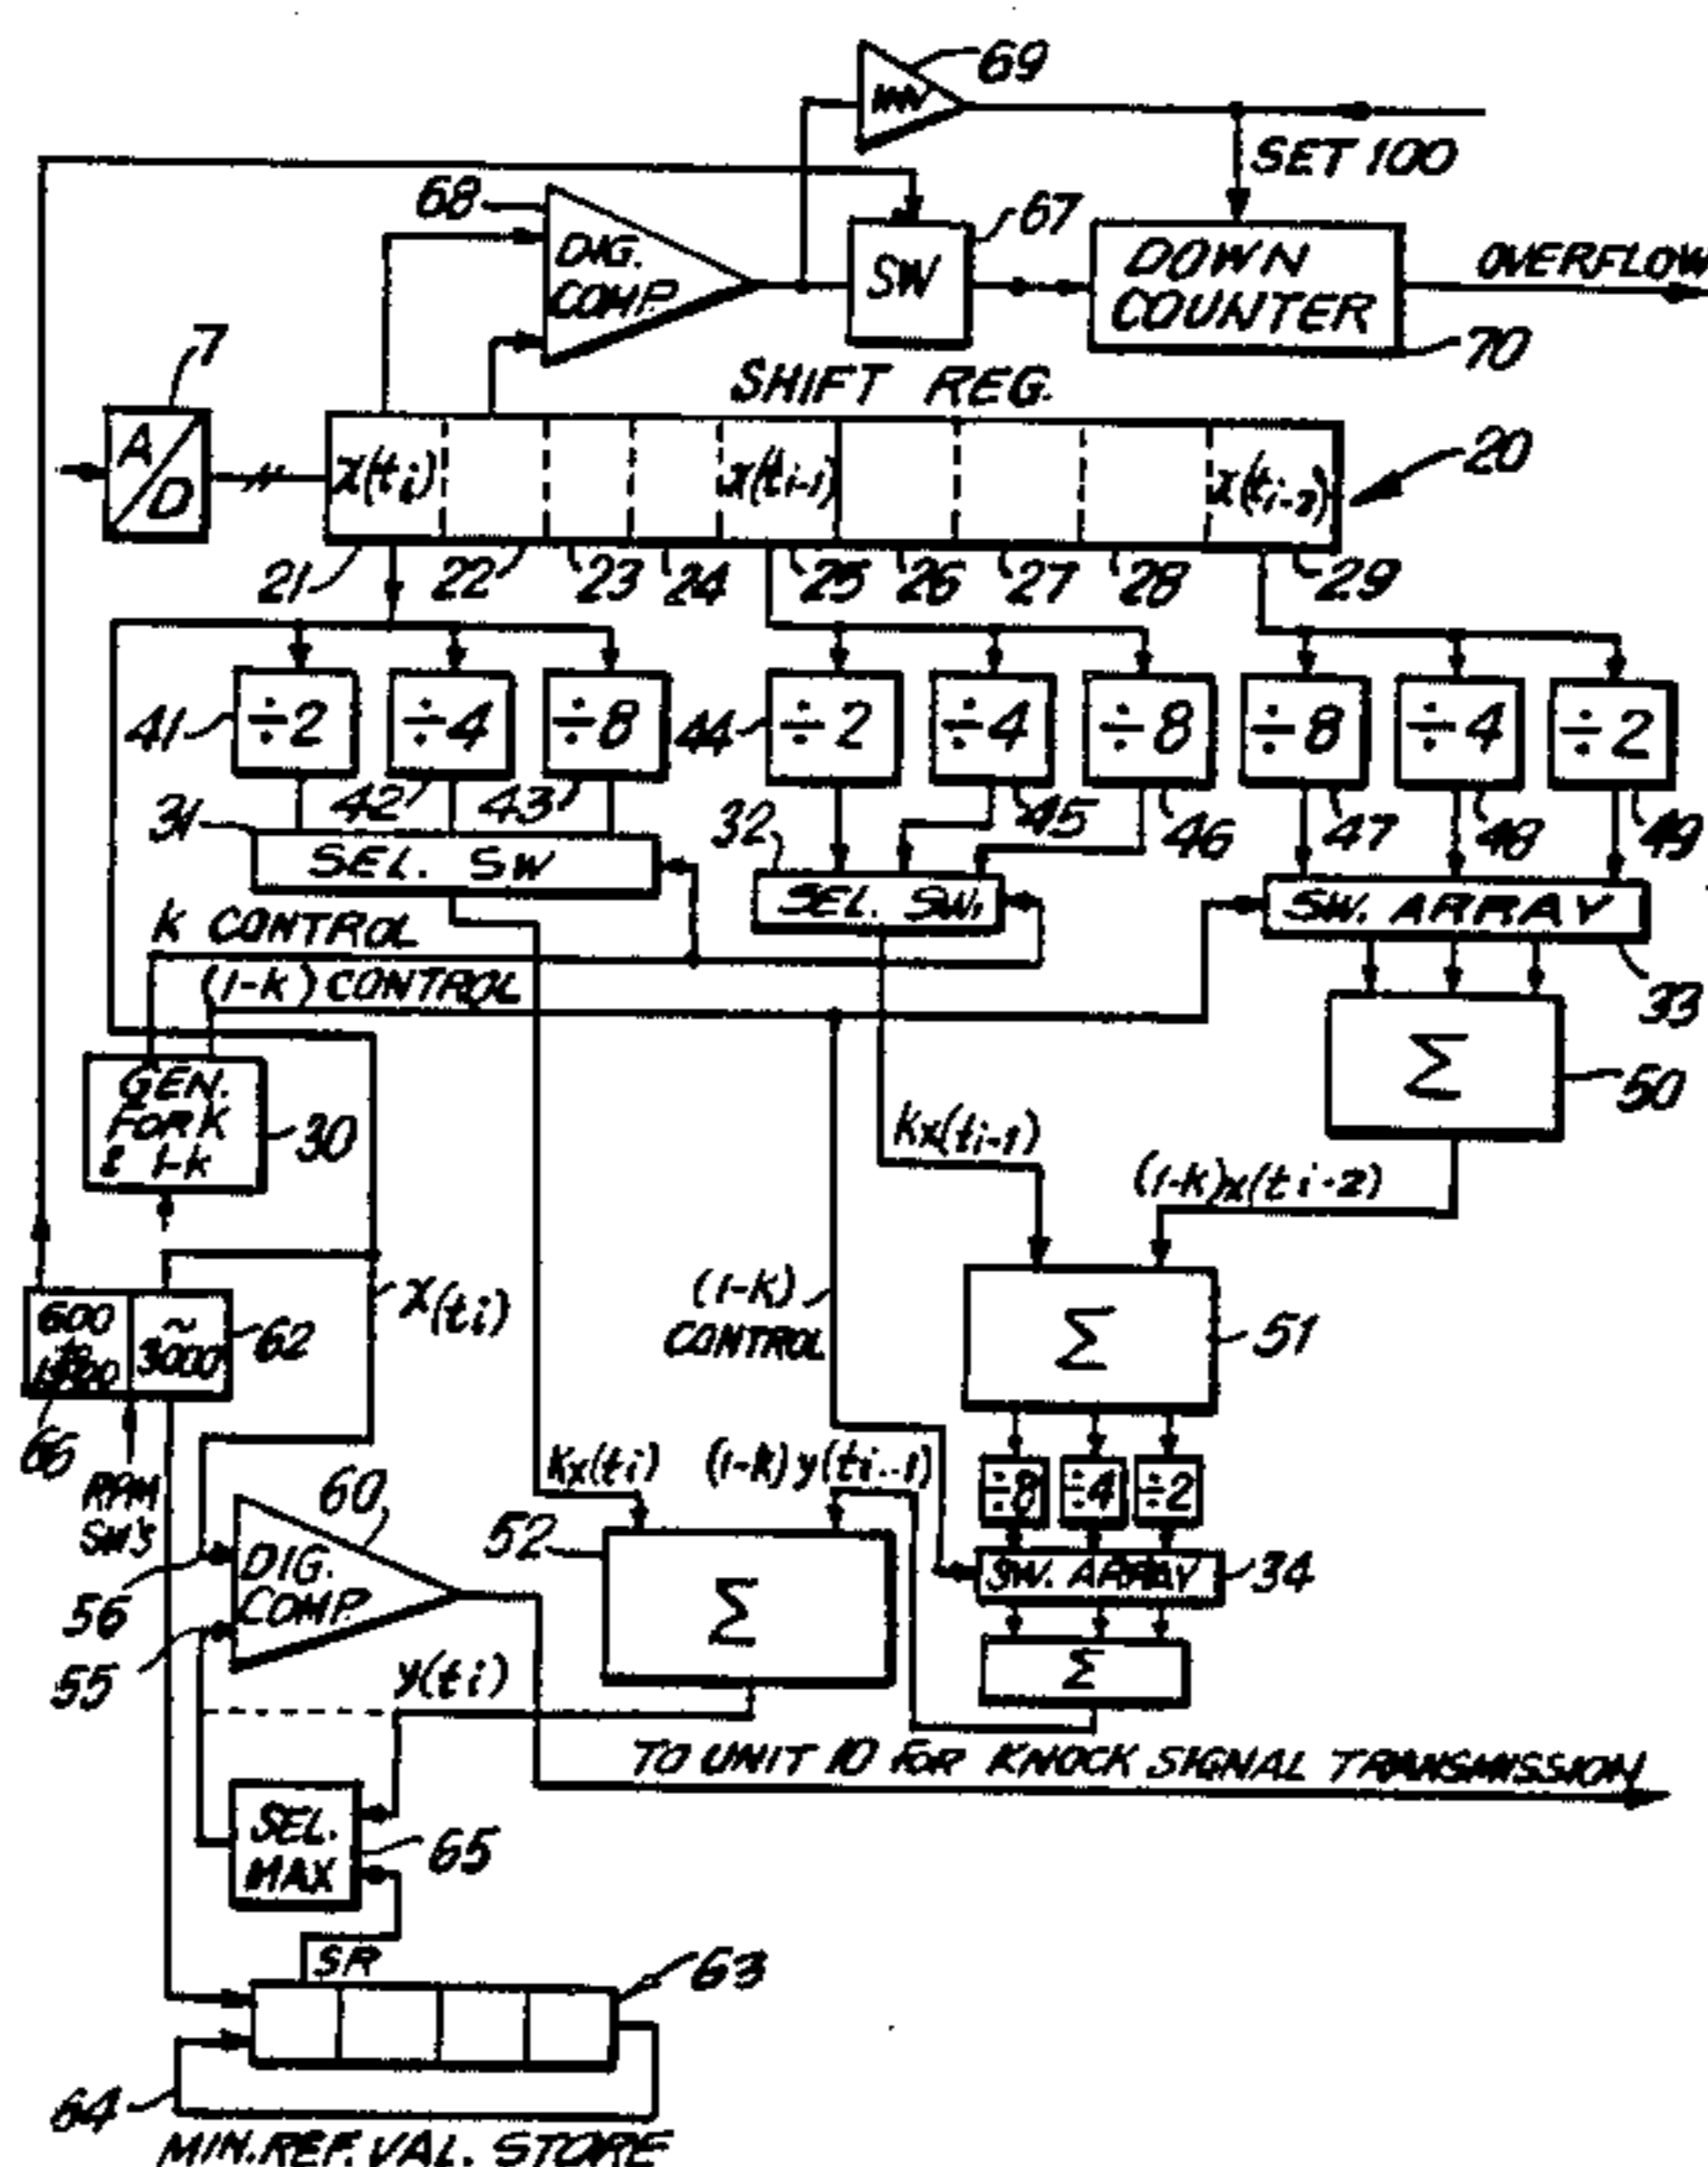 69
INV
SET 100
68
67
DIG.
COMP.
SW
DOWN
COUNTER
OVERFLOW
70
7
A/D
SHIFT REG.
x(ti)
x(ti-1)
x(ti-2)
20
21
22
23
24
25
26
27
28
29
41
÷2
÷4
÷8
44
÷2
÷4
÷8
÷8
÷4
÷2
42
43
45
46
47
48
49
31
SEL. SW
32
SEL. SW.
SW. ARRAY
33
k CONTROL
(1-k) CONTROL
GEN.
FOR K
& 1-k
30
Σ
50
Kx(ti-1)
(1-k)x(ti-2)
x(ti)
(1-k)
CONTROL
Σ
51
600
to
~
3000
62
66
RPM
SW'S
60
Kx(ti)
(1-k)y(ti-1)
÷8
÷4
÷2
52
Σ
SW. ARRAY
34
56
DIG.
COMP.
55
Σ
y(ti)
TO UNIT 10 FOR KNOCK SIGNAL TRANSMISSION
SEL.
MAX
65
SR
63
64
MIN. REF. VAL. STORE